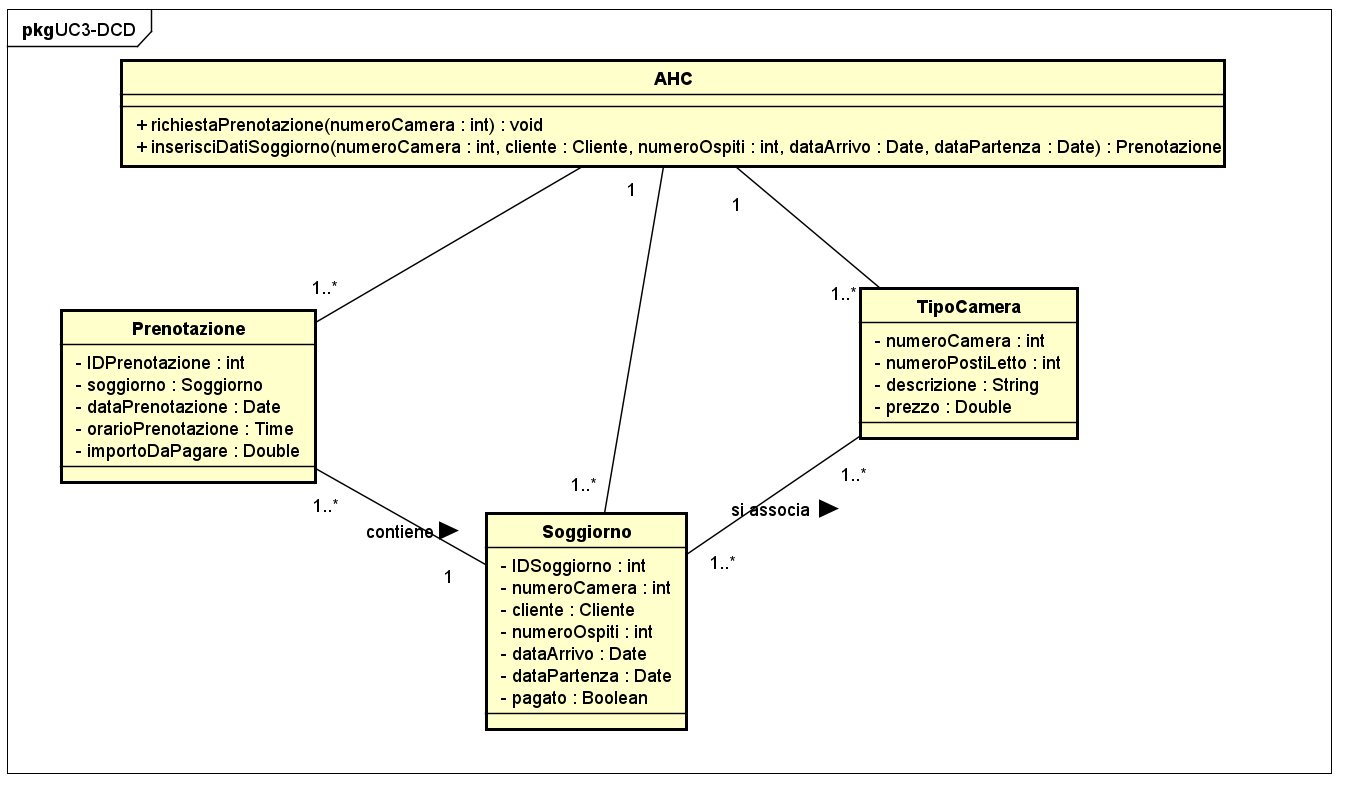 pkg UC3-DCD
AHC
+ richiestaPrenotazione(numeroCamera : int) : void
+ inserisciDatiSoggiorno(numeroCamera : int, cliente : Cliente, numeroOspiti : int, dataArrivo : Date, dataPartenza : Date) : Prenotazione
1
1
1..*
1..*
Prenotazione
- IDPrenotazione : int
- soggiorno : Soggiorno
- dataPrenotazione : Date
- orarioPrenotazione : Time
- importoDaPagare : Double
TipoCamera
- numeroCamera : int
- numeroPostiLetto : int
- descrizione : String
- prezzo : Double
1..*
1..*
1..*
contiene
si associa
1
1..*
Soggiorno
- IDSoggiorno : int
- numeroCamera : int
- cliente : Cliente
- numeroOspiti : int
- dataArrivo : Date
- dataPartenza : Date
- pagato : Boolean